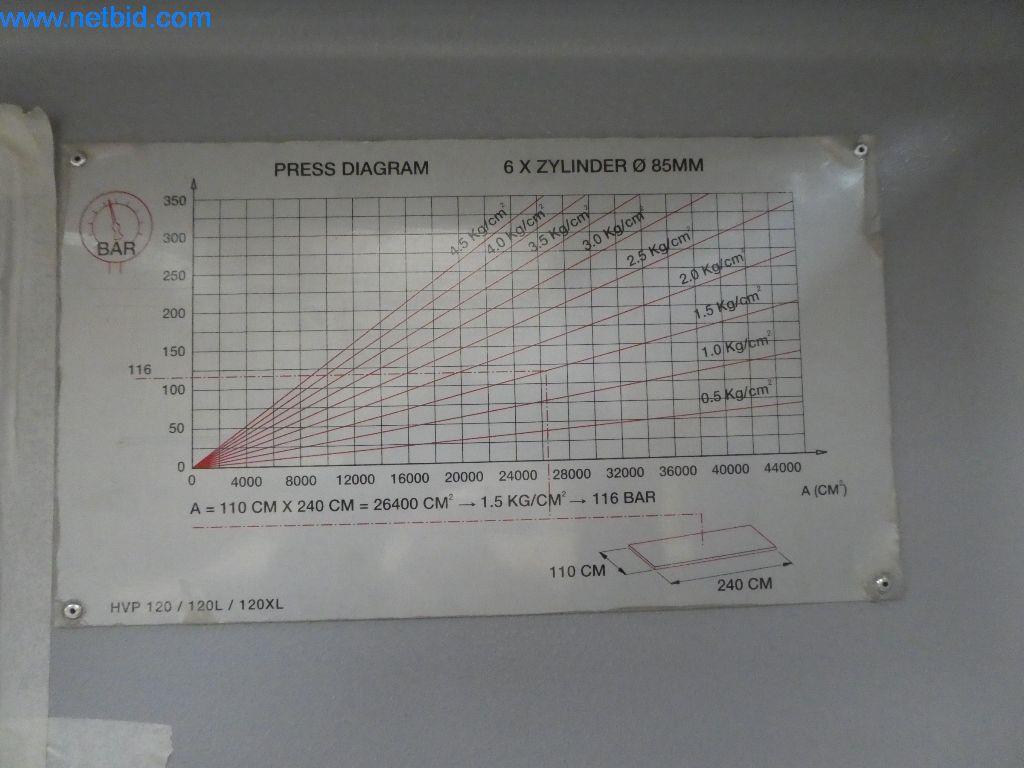 www.netbid.com
PRESS DIAGRAM 6 X ZYLINDER Ø 85MM
BAR
350
300
250
200
150
116
100
50
0
4.5 Kg/cm²
4.0 Kg/cm²
3.5 Kg/cm²
3.0 Kg/cm²
2.5 Kg/cm²
2.0 Kg/cm²
1.5 Kg/cm²
1.0 Kg/cm²
0.5 Kg/cm²
0 4000 8000 12000 16000 20000 24000 28000 32000 36000 40000 44000
A (CM²)
A = 110 CM X 240 CM = 26400 CM² → 1.5 KG/CM² → 116 BAR
110 CM
240 CM
HVP 120 / 120L / 120XL